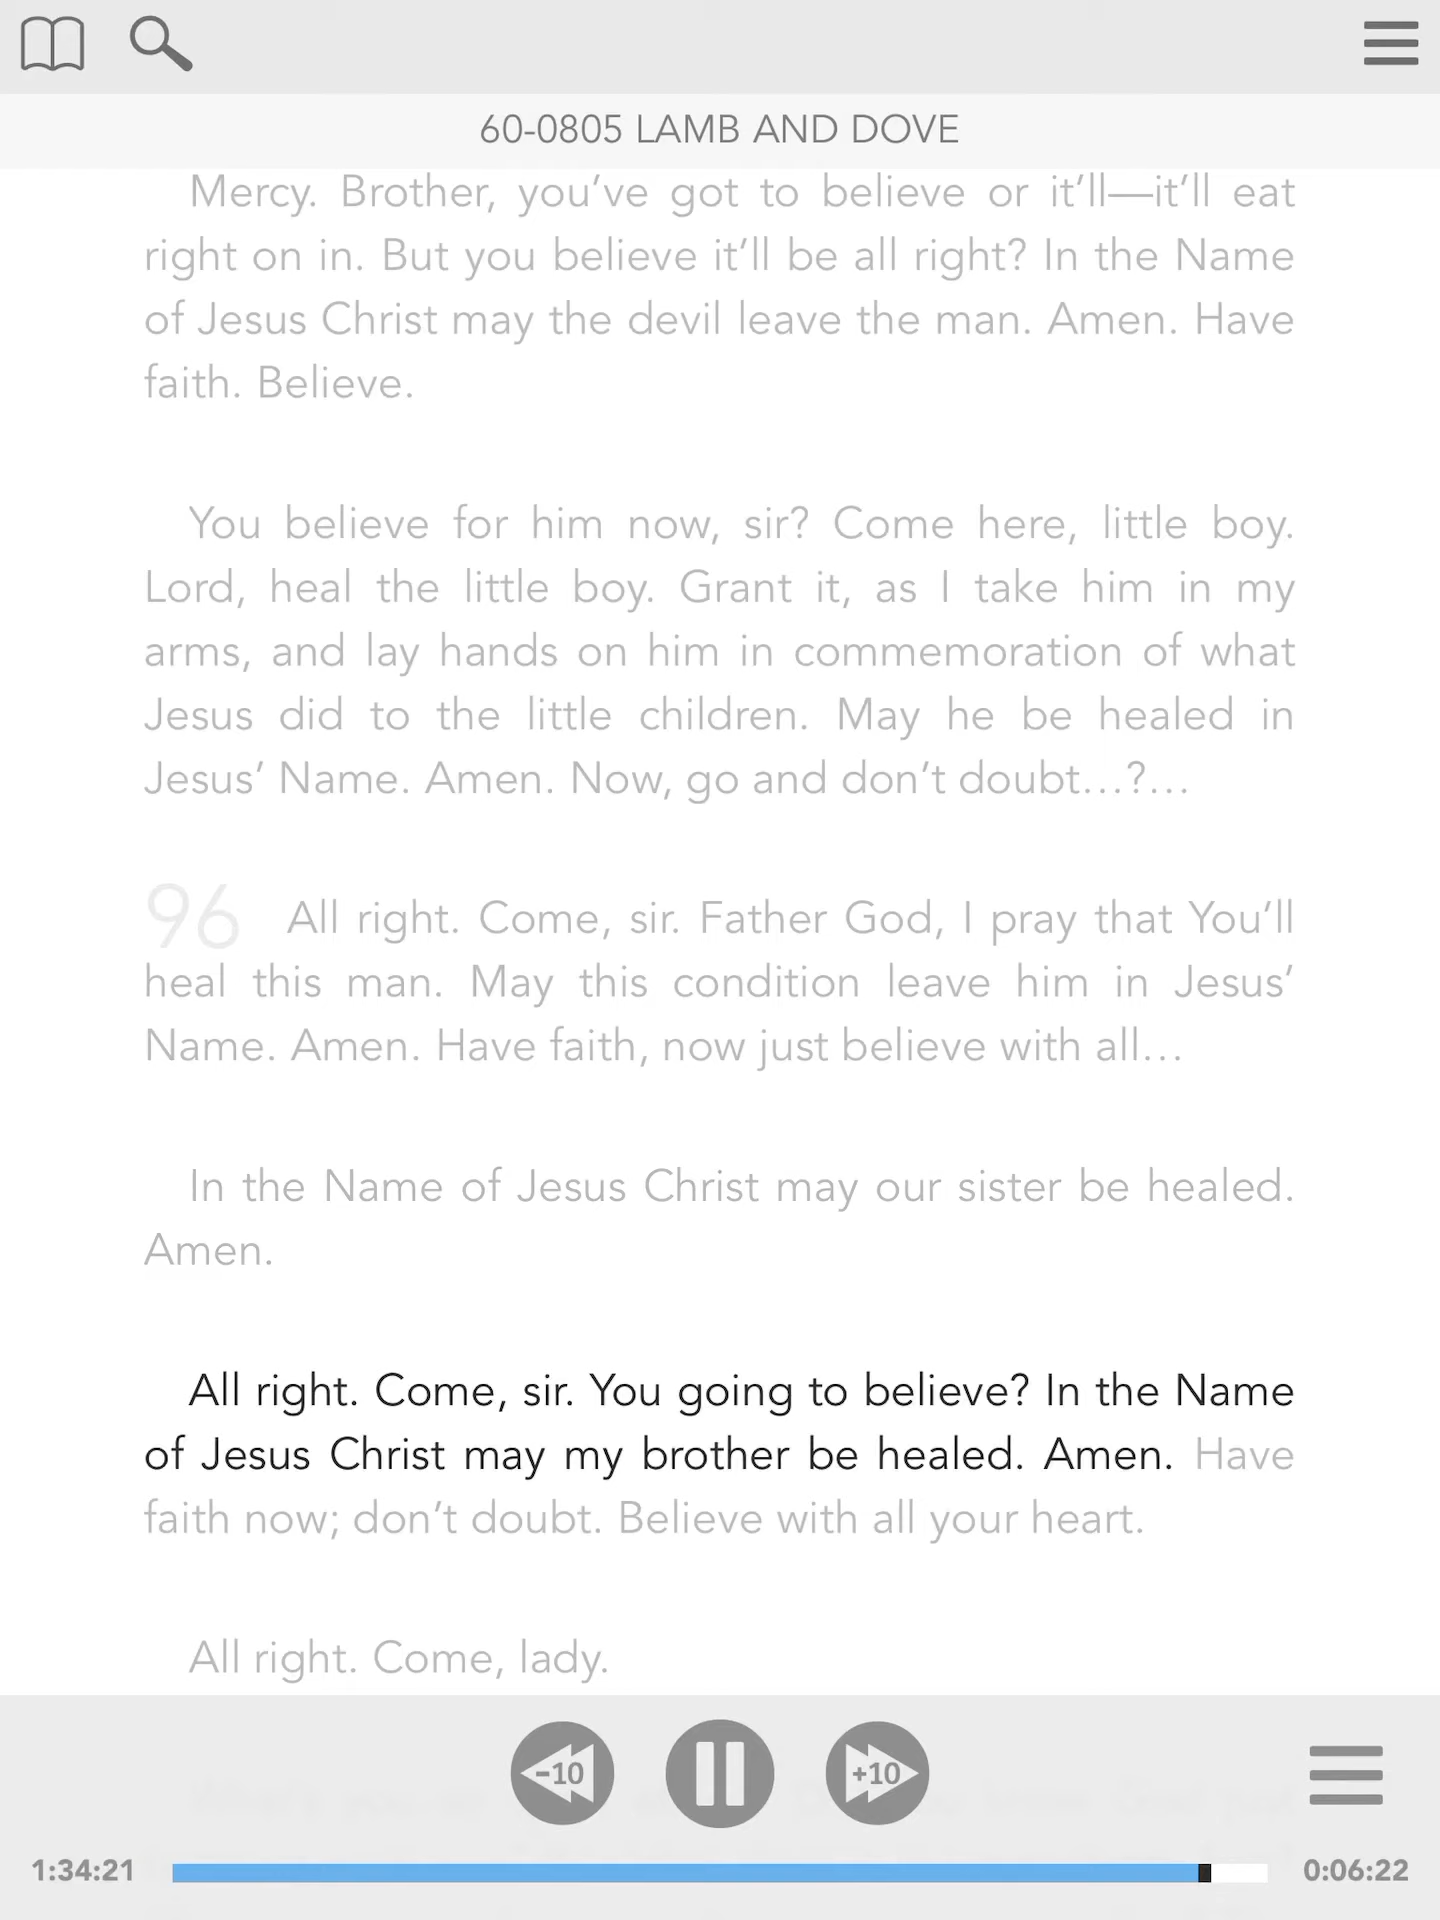 60-0805 LAMB AND DOVE
Mercy. Brother, you’ve got to believe or it’ll—it’ll eat
right on in. But you believe it’ll be all right? In the Name
of Jesus Christ may the devil leave the man. Amen. Have
faith. Believe.
You believe for him now, sir? Come here, little boy.
Lord, heal the little boy. Grant it, as I take him in my
arms, and lay hands on him in commemoration of what
Jesus did to the little children. May he be healed in
Jesus’ Name. Amen. Now, go and don’t doubt…?…
96 All right. Come, sir. Father God, I pray that You’ll
heal this man. May this condition leave him in Jesus’
Name. Amen. Have faith, now just believe with all…
In the Name of Jesus Christ may our sister be healed.
Amen.
All right. Come, sir. You going to believe? In the Name
of Jesus Christ may my brother be healed. Amen. Have
faith now; don’t doubt. Believe with all your heart.
All right. Come, lady.
-10 +10
1:34:21 0:06:22